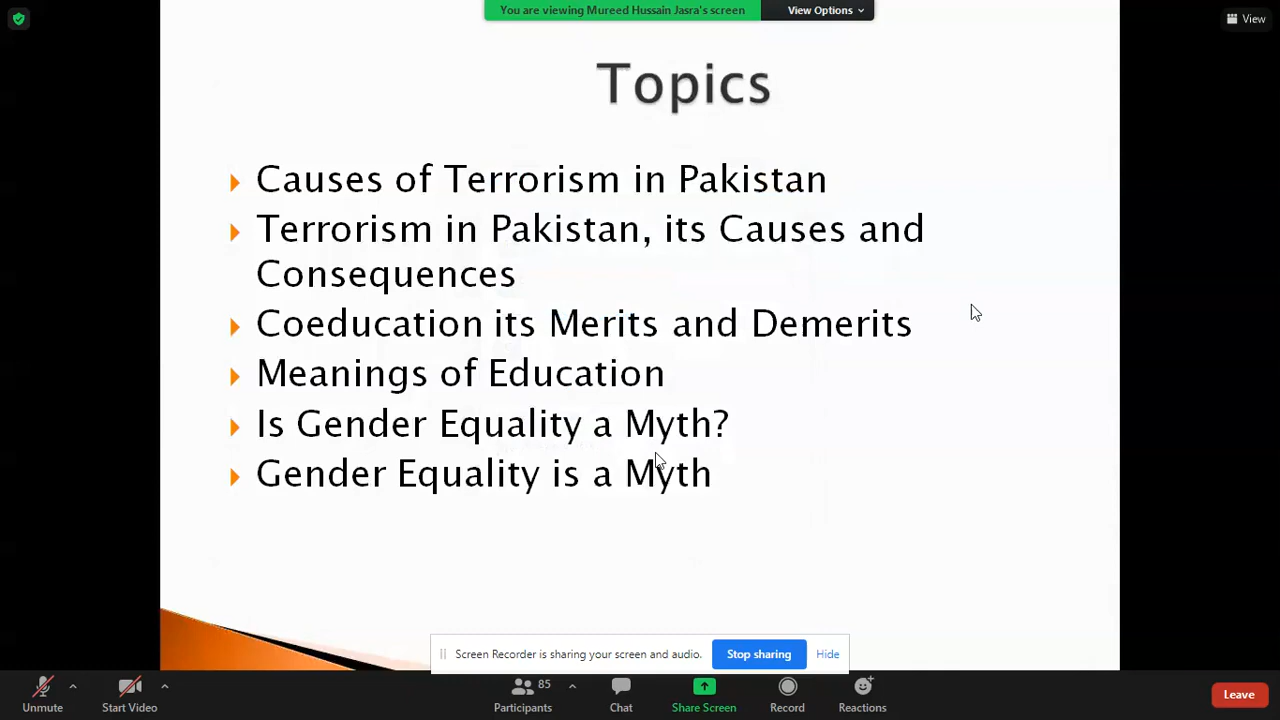 You are viewing Mureed Hussain Jasra's screen
View Options
View
Topics
Causes of Terrorism in Pakistan
Terrorism in Pakistan, its Causes and
Consequences
Coeducation its Merits and Demerits
Meanings of Education
Is Gender Equality a Myth?
Gender Equality is a Myth
Screen Recorder is sharing your screen and audio.
Stop sharing
Hide
Unmute
Start Video
85
Participants
Chat
Share Screen
Record
Reactions
Leave